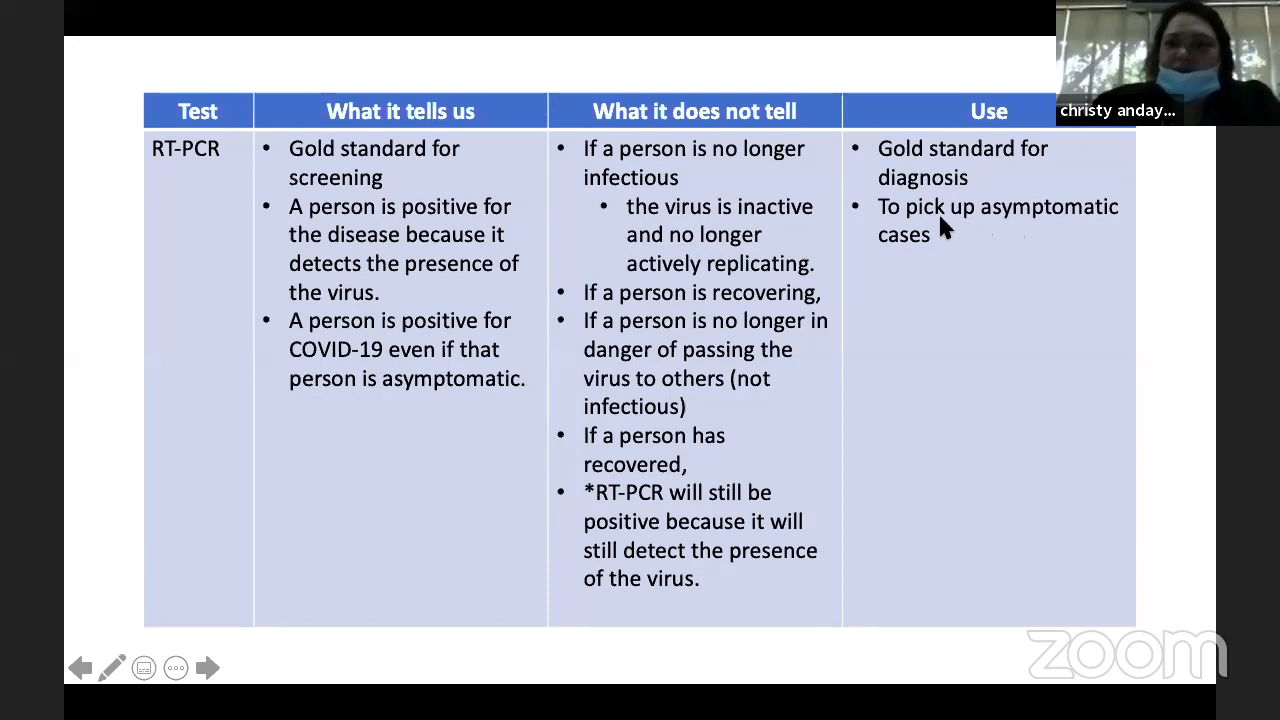 christy anday...
Test
What it tells us
What it does not tell
Use
RT-PCR
• Gold standard for
screening
• A person is positive for
the disease because it
detects the presence of
the virus.
• A person is positive for
COVID-19 even if that
person is asymptomatic.
• If a person is no longer
infectious
• the virus is inactive
and no longer
actively replicating.
• If a person is recovering,
• If a person is no longer in
danger of passing the
virus to others (not
infectious)
• If a person has
recovered,
• *RT-PCR will still be
positive because it will
still detect the presence
of the virus.
• Gold standard for
diagnosis
• To pick up asymptomatic
cases
zoom